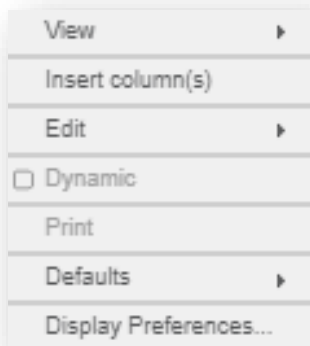 View
Insert column(s)
Edit
Dynamic
Print
Defaults
Display Preferences...